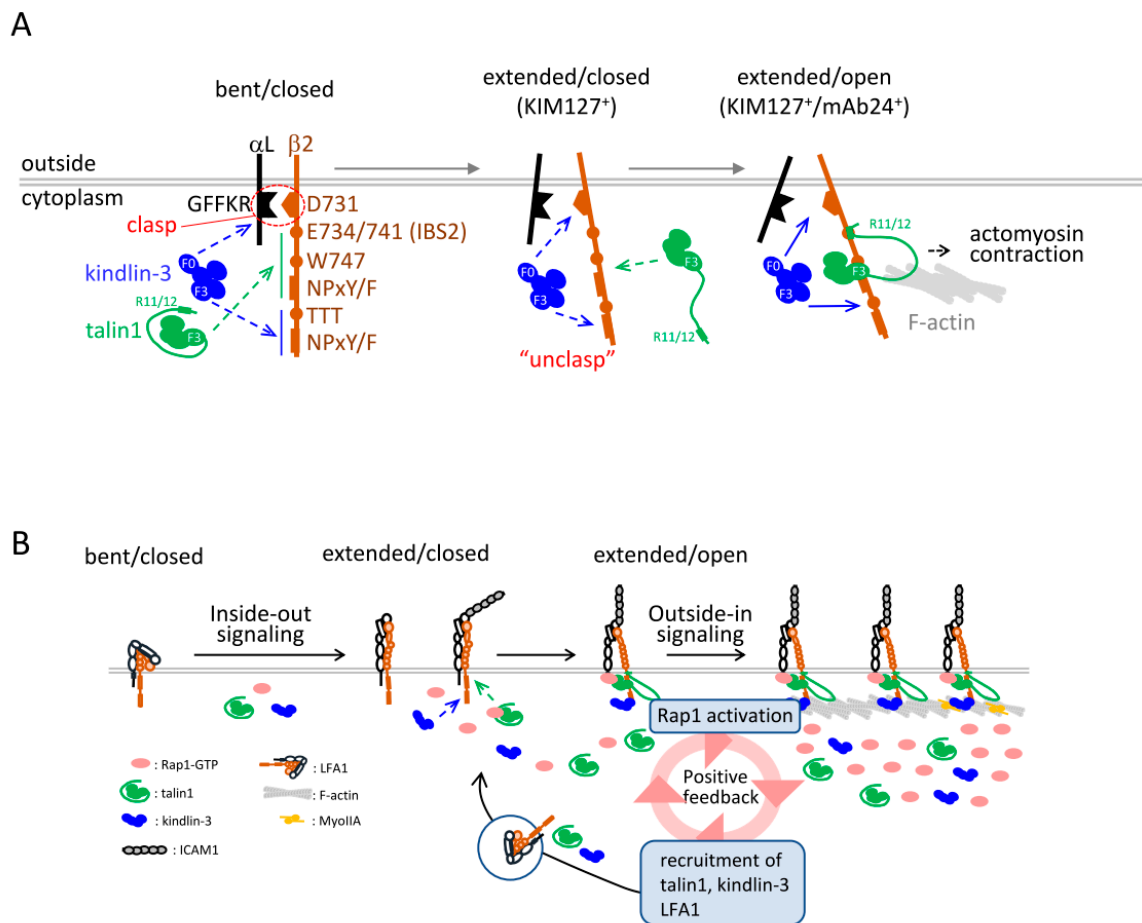 A
bent/closed
extended/closed
(KIM127⁺)
extended/open
(KIM127⁺/mAb24⁺)
αL β2
outside
cytoplasm
GFFKR
D731
clasp
E734/741 (IBS2)
W747
NPxY/F
TTT
NPxY/F
kindlin-3
F0
F3
R11/12
talin1
F3
F0
F3
F3
R11/12
"unclasp"
R11/12
F0
F3
F3
actomyosin
contraction
F-actin
B
bent/closed
extended/closed
extended/open
Inside-out
signaling
Outside-in
signaling
Rap1 activation
Positive
feedback
recruitment of
talin1, kindlin-3
LFA1
: Rap1-GTP
: LFA1
: talin1
: F-actin
: kindlin-3
: MyoIIA
: ICAM1